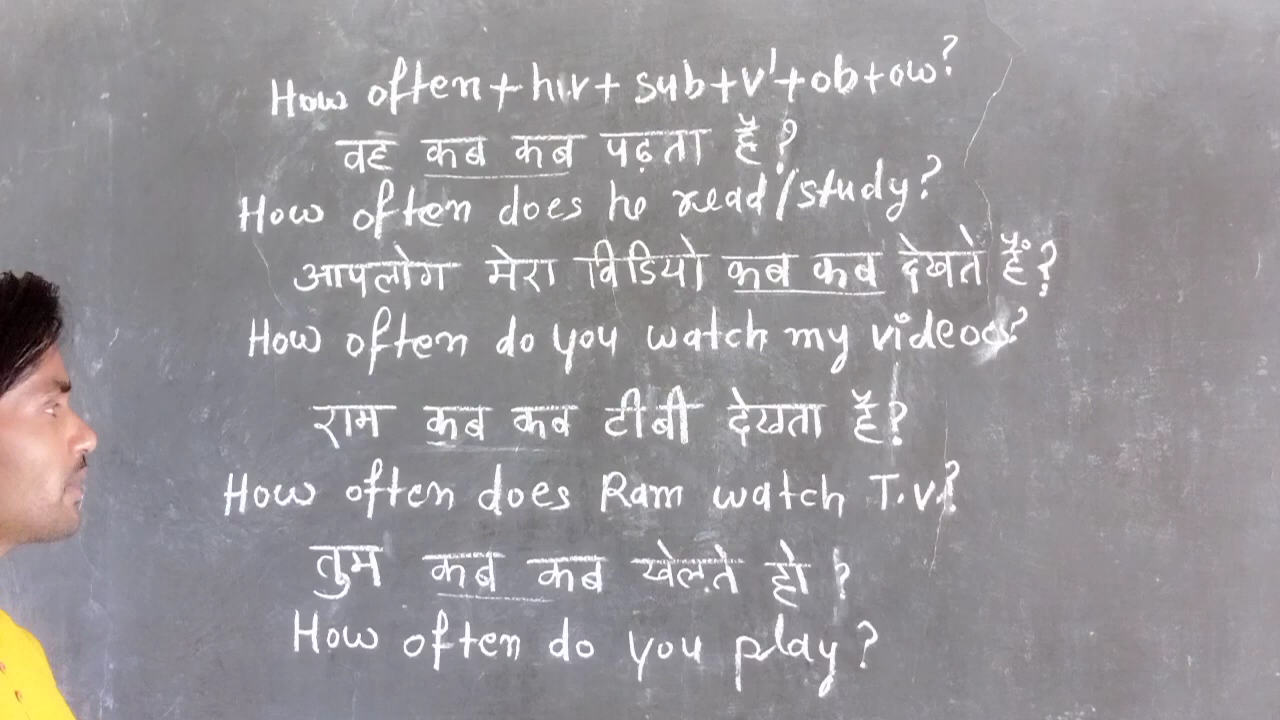 How often + h.v + sub + v¹ + ob + ow?
वह कब कब पढ़ता है?
How often does he read/study?
आपलोग मेरा विडियो कब कब देखते हैं?
How often do you watch my videos?
राम कब कब टीबी देखता है?
How often does Ram watch T.V.?
तुम कब कब खेलते हो?
How often do you play?